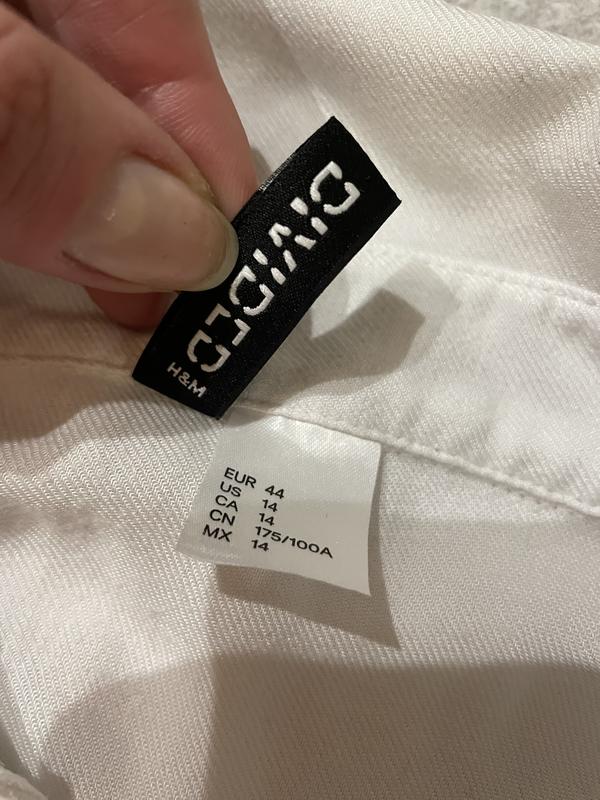 DIVIDED
H&M
EUR 44
US 14
CA 14
CN 175/100A
MX 14